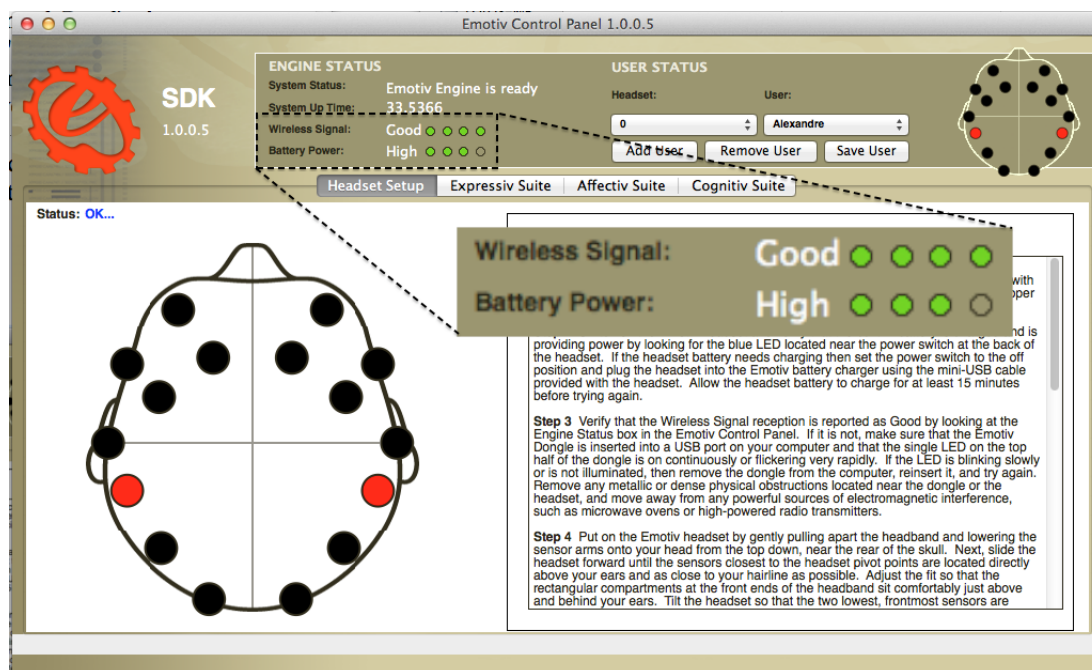 Emotiv Control Panel 1.0.0.5
SDK
1.0.0.5
ENGINE STATUS
System Status: Emotiv Engine is ready
System Up Time: 33.5366
Wireless Signal: Good
Battery Power: High
USER STATUS
Headset: User:
0 Alexandre
Add User Remove User Save User
Headset Setup Expressiv Suite Affectiv Suite Cognitiv Suite
Status: OK...
Wireless Signal: Good
Battery Power: High
with
nd is
providing power by looking for the blue LED located near the power switch at the back of
the headset. If the headset battery needs charging then set the power switch to the off
position and plug the headset into the Emotiv battery charger using the mini-USB cable
provided with the headset. Allow the headset battery to charge for at least 15 minutes
before trying again.
Step 3 Verify that the Wireless Signal reception is reported as Good by looking at the
Engine Status box in the Emotiv Control Panel. If it is not, make sure that the Emotiv
Dongle is inserted into a USB port on your computer and that the single LED on the top
half of the dongle is on continuously or flickering very rapidly. If the LED is blinking slowly
or is not illuminated, then remove the dongle from the computer, reinsert it, and try again.
Remove any metallic or dense physical obstructions located near the dongle or the
headset, and move away from any powerful sources of electromagnetic interference,
such as microwave ovens or high-powered radio transmitters.
Step 4 Put on the Emotiv headset by gently pulling apart the headband and lowering the
sensor arms onto your head from the top down, near the rear of the skull. Next, slide the
headset forward until the sensors closest to the headset pivot points are located directly
above your ears and as close to your hairline as possible. Adjust the fit so that the
rectangular compartments at the front ends of the headband sit comfortably just above
and behind your ears. Tilt the headset so that the two lowest, frontmost sensors are